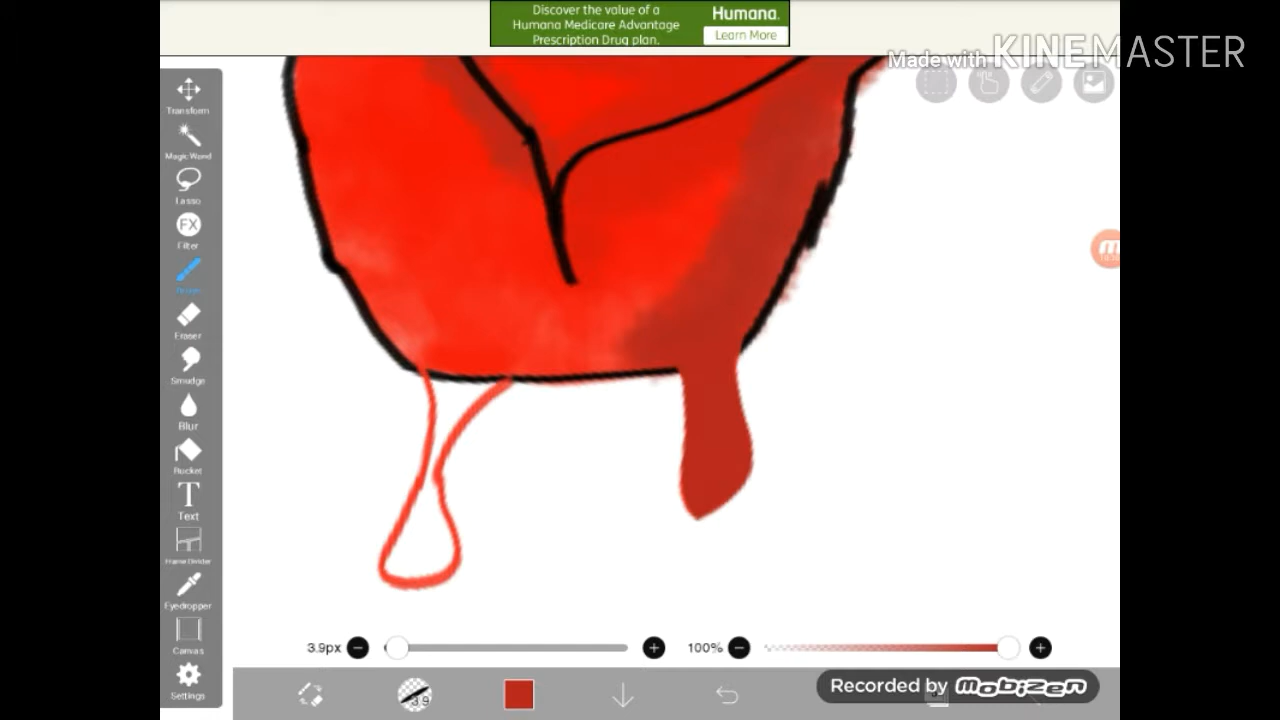 Discover the value of a
Humana Medicare Advantage
Prescription Drug plan.
Humana.
Learn More
Made with KINEMASTER
Transform
Magic Wand
Lasso
FX
Filter
Eraser
Smudge
Blur
Bucket
T
Text
Frame Divider
Eyedropper
Canvas
Settings
3.9px
100%
3.9
Recorded by mobizen